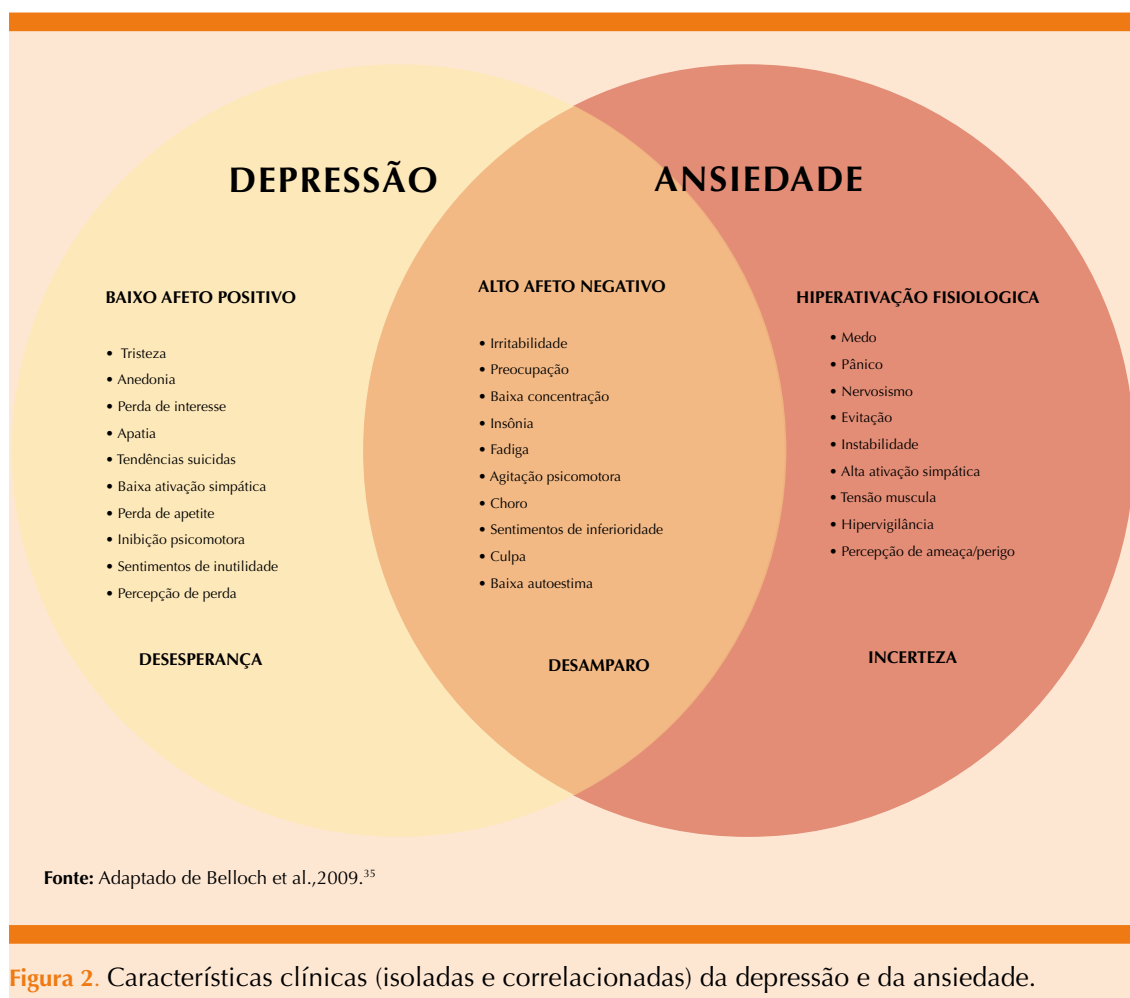 DEPRESSÃO
ANSIEDADE
BAIXO AFETO POSITIVO
• Tristeza
• Anedonia
• Perda de interesse
• Apatia
• Tendências suicidas
• Baixa ativação simpática
• Perda de apetite
• Inibição psicomotora
• Sentimentos de inutilidade
• Percepção de perda
DESESPERANÇA
ALTO AFETO NEGATIVO
• Irritabilidade
• Preocupação
• Baixa concentração
• Insônia
• Fadiga
• Agitação psicomotora
• Choro
• Sentimentos de inferioridade
• Culpa
• Baixa autoestima
DESAMPARO
HIPERATIVAÇÃO FISIOLOGICA
• Medo
• Pânico
• Nervosismo
• Evitação
• Instabilidade
• Alta ativação simpática
• Tensão muscula
• Hipervigilância
• Percepção de ameaça/perigo
INCERTEZA
Fonte: Adaptado de Belloch et al.,2009.³⁵
Figura 2. Características clínicas (isoladas e correlacionadas) da depressão e da ansiedade.